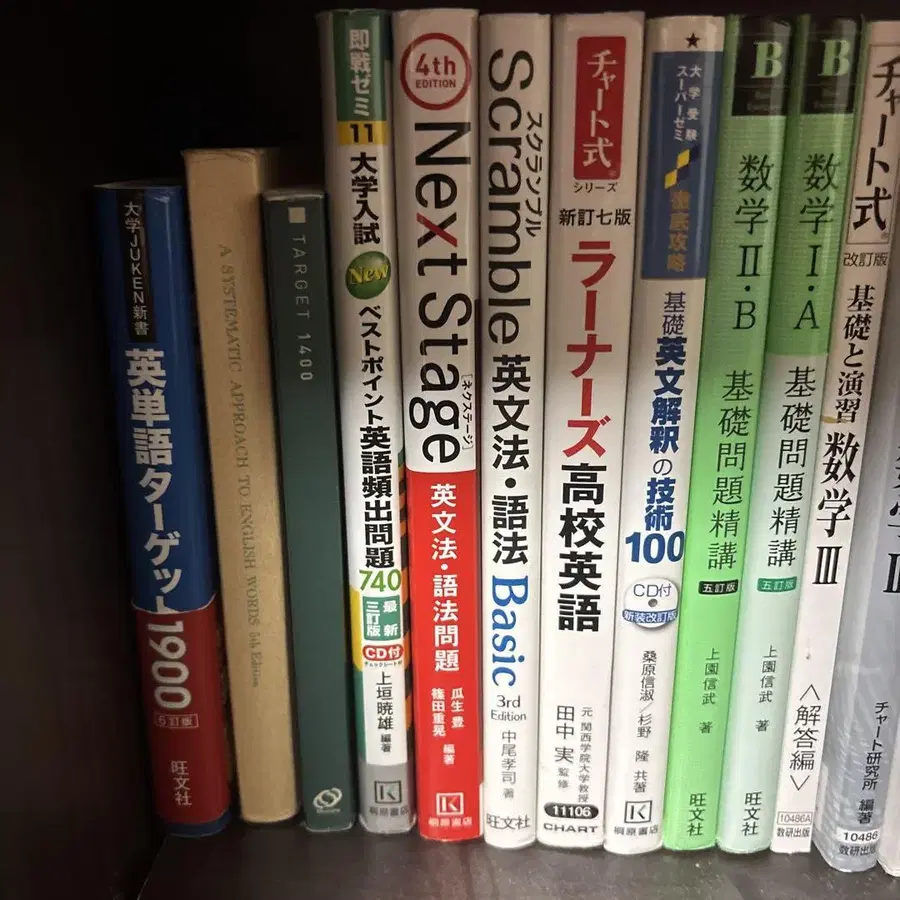 大学JUKEN新書
英単語ターゲット1900
5訂版
旺文社
A SYSTEMATIC APPROACH TO ENGLISH WORDS 5th Edition
TARGET 1400
即戦ゼミ
11
大学入試
New
ベストポイント英語頻出問題
740
最新
三訂版
CD付
上垣暁雄 編著
桐原書店
4th
EDITION
Next Stage
[ネクステージ]
英文法・語法問題
瓜生 豊
篠田重晃
編著
K
桐原書店
スクランブル
Scramble
英文法・語法
Basic
3rd
Edition
中尾孝司 著
旺文社
チャート式
シリーズ
新訂七版
ラーナーズ
高校英語
元 関西学院大学教授
田中 実 監修
11106
CHART
★
大学受験
スーパーゼミ
徹底攻略
基礎
英文解釈の技術
100
CD付
新装改訂版
桑原信淑/杉野 隆 共著
K
桐原書店
B
数学Ⅱ・B
基礎問題精講
五訂版
上園信武 著
旺文社
B
数学Ⅰ・A
基礎問題精講
五訂版
上園信武 著
旺文社
チャート式
改訂版
基礎と演習
数学Ⅲ
<解答編>
10486A
数研出版
チャート研究所 編著
10486
数研出版